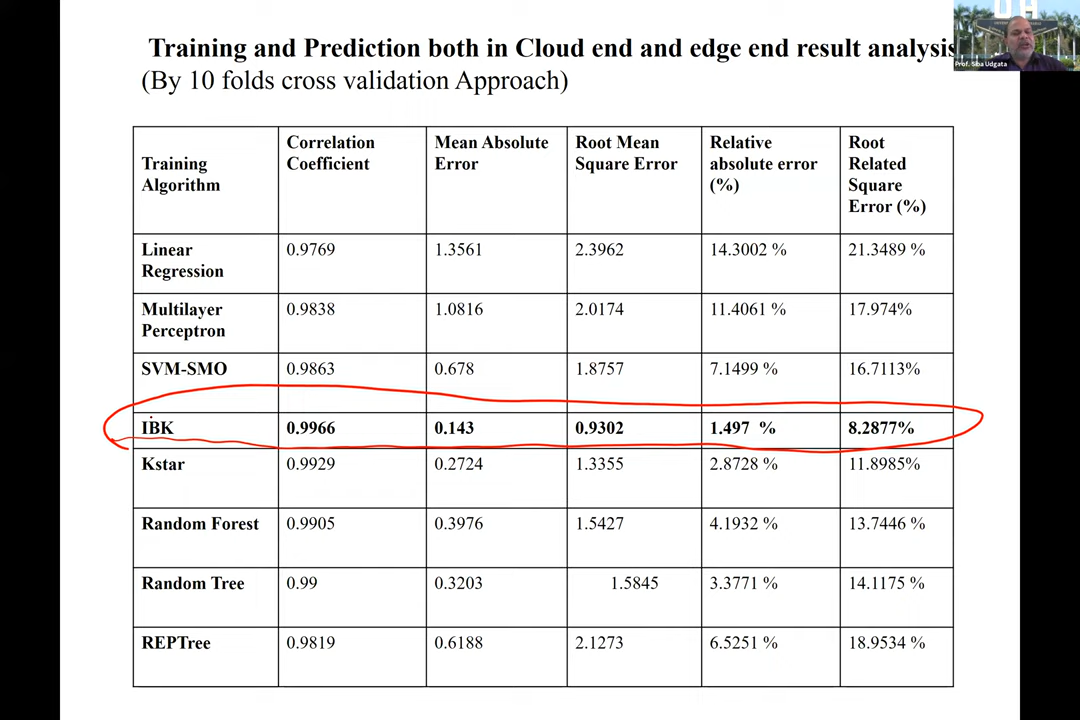 Training and Prediction both in Cloud end and edge end result analysis
(By 10 folds cross validation Approach)
Prof. Siba Udgata
Training Algorithm Correlation Coefficient Mean Absolute Error Root Mean Square Error Relative absolute error (%) Root Related Square Error (%)
Linear Regression 0.9769 1.3561 2.3962 14.3002 % 21.3489 %
Multilayer Perceptron 0.9838 1.0816 2.0174 11.4061 % 17.974%
SVM-SMO 0.9863 0.678 1.8757 7.1499 % 16.7113%
IBK 0.9966 0.143 0.9302 1.497 % 8.2877%
Kstar 0.9929 0.2724 1.3355 2.8728 % 11.8985%
Random Forest 0.9905 0.3976 1.5427 4.1932 % 13.7446 %
Random Tree 0.99 0.3203 1.5845 3.3771 % 14.1175 %
REPTree 0.9819 0.6188 2.1273 6.5251 % 18.9534 %